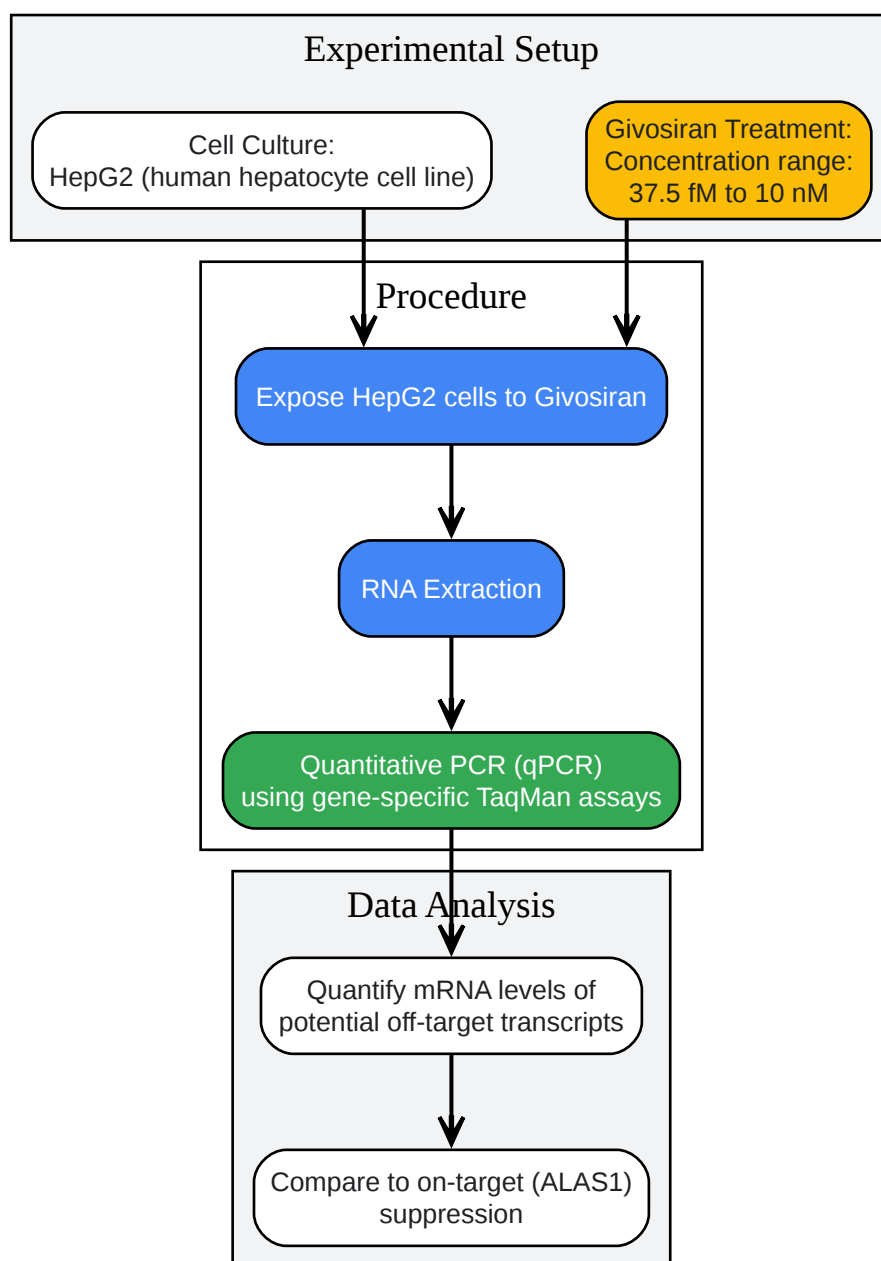 Experimental Setup
Cell Culture:
HepG2 (human hepatocyte cell line)
Givosiran Treatment:
Concentration range:
37.5 fM to 10 nM
Procedure
Expose HepG2 cells to Givosiran
RNA Extraction
Quantitative PCR (qPCR)
using gene-specific TaqMan assays
Data Analysis
Quantify mRNA levels of
potential off-target transcripts
Compare to on-target (ALAS1)
suppression